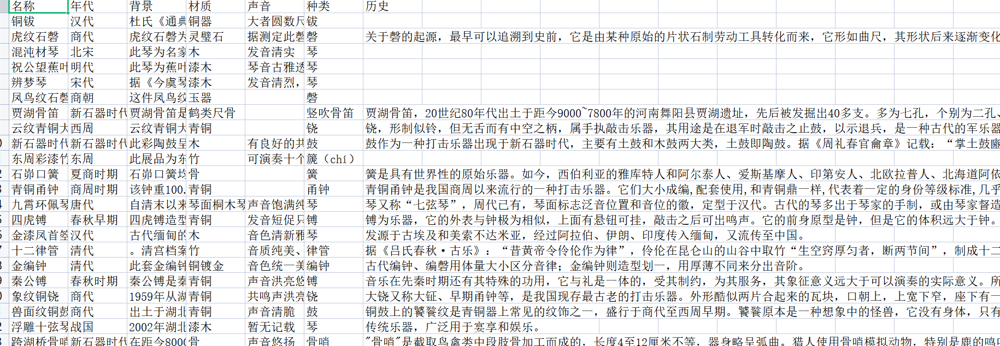 名称 年代 背景 材质 声音 种类 历史
铜钹 汉代 杜氏《通典 铜器 大者圆数尺 钹
虎纹石磬 商代 虎纹石磬为 灵璧石 据测定此磬 磬 关于磬的起源，最早可以追溯到史前，它是由某种原始的片状石制劳动工具转化而来，它形如曲尺，其形状后来逐渐变化
混沌材琴 北宋 此琴为名家 木 发音清实 琴
祝公望蕉叶 明代 此琴为蕉叶 漆木 琴音古雅透 琴
辨梦琴 宋代 据《今虞琴 漆木 发音清烈， 琴
凤鸟纹石磬 商朝 这件凤鸟纹 玉器 磬
贾湖骨笛 新石器时代 贾湖骨笛是 鹤类尺骨 竖吹骨笛 贾湖骨笛，20世纪80年代出土于距今9000~7800年的河南舞阳县贾湖遗址，先后被发掘出40多支。多为七孔，个别为二孔、
云纹青铜大 西周 云纹青铜大 青铜 铙 铙，形制似铃，但无舌而有中空之柄，属手执敲击乐器，其用途是在退军时敲击之止鼓，以示退兵，是一种古代的军乐器
0 新石器时代 新石器时代 此彩陶鼓呈 木 有良好的共 鼓 鼓作为一种打击乐器出现于新石器时代，主要有土鼓和木鼓两大类，土鼓即陶鼓。据《周礼春官龠章》记载：“掌土鼓豳
东周彩漆竹 东周 此展品为东 竹 可演奏十个 篪（chí）
2 石峁口簧 夏商时期 石峁口簧均 骨 簧 簧是具有世界性的原始乐器。如今，西伯利亚的雅库特人和阿尔泰人、爱斯基摩人、印第安人、北欧拉普人、北海道阿依
3 青铜甬钟 商周时期 该钟重100. 青铜 甬钟 青铜甬钟是我国商周以来流行的一种打击乐器。它们大小成编,配套使用,和青铜鼎一样,代表着一定的身份等级标准,几乎
4 九霄环佩琴 唐代 自清末以来 琴面桐木琴 声音饱满纯 琴 琴又称“七弦琴”，周代已有，琴面标志泛音位置和音位的徽，定型于汉代。古代的琴多出于琴家的手制，或由琴家督造
5 四虎镈 春秋早期 四虎镈造型 青铜 发音短促只 镈 镈为乐器，它的外表与钟极为相似，上面有悬钮可挂，敲击之后可出鸣声。它的前身原型是钟，但是它的体积远大于钟。
6 金漆凤首箜 汉代 古代缅甸的 木 音色清新雅 琴 发源于古埃及和美索不达米亚，经过阿拉伯、伊朗、印度传入缅甸，又流传至中国。
7 十二律管 清代 。清宫档案 竹 音质纯美、 律管 据《吕氏春秋·古乐》：“昔黄帝令伶伦作为律”，伶伦在昆仑山的山谷中取竹“生空窍厚匀者，断两节间”，制成十二
8 金编钟 清代 此套金编钟 铜镀金 音色统一美 编钟 古代编钟、编磬用体量大小区分音律；金编钟则造型划一，用厚薄不同来分出音阶。
9 秦公镈 春秋时期 秦公镈是秦 青铜 声音洪亮悠 镈 音乐在先秦时期还有其特殊的功用，它与礼是一体的，受其制约，为其服务，其象征意义远大于可以演奏的实际意义。所
0 象纹铜铙 商代 1959年从湖 青铜 共鸣声洪亮 铙 大铙又称大钲、早期甬钟等，是我国现存最古老的打击乐器。外形酷似两片合起来的瓦块，口朝上，上宽下窄，座下有一
兽面纹铜鼓 商代 出土于湖北 青铜 声音清脆 鼓 铜鼓上的饕餮纹是青铜器上常见的纹饰之一，盛行于商代至西周早期。饕餮原本是一种想象中的怪兽，它没有身体，只有
2 浮雕十弦琴 战国 2002年湖北 漆木 暂无记载 琴 传统乐器，广泛用于宴享和娱乐。
3 跨湖桥骨哨 新石器时代 在距今8000 骨 声音悠扬 骨哨 "骨哨"是截取鸟禽类中段肢骨加工而成的，长度4至12厘米不等，器身略呈弧曲。猎人使用骨哨模拟动物，特别是鹿的鸣叫